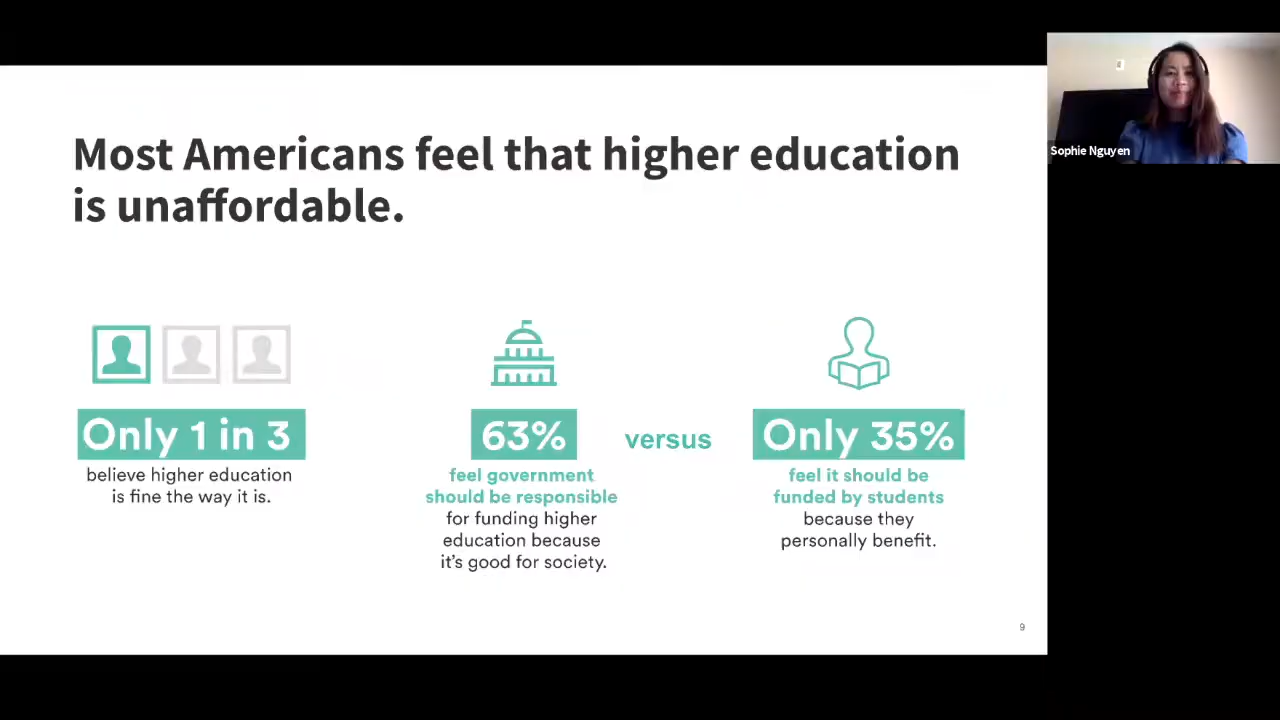 Most Americans feel that higher education
is unaffordable.
Only 1 in 3
believe higher education
is fine the way it is.
63%
feel government
should be responsible
for funding higher
education because
it's good for society.
versus
Only 35%
feel it should be
funded by students
because they
personally benefit.
9
Sophie Nguyen